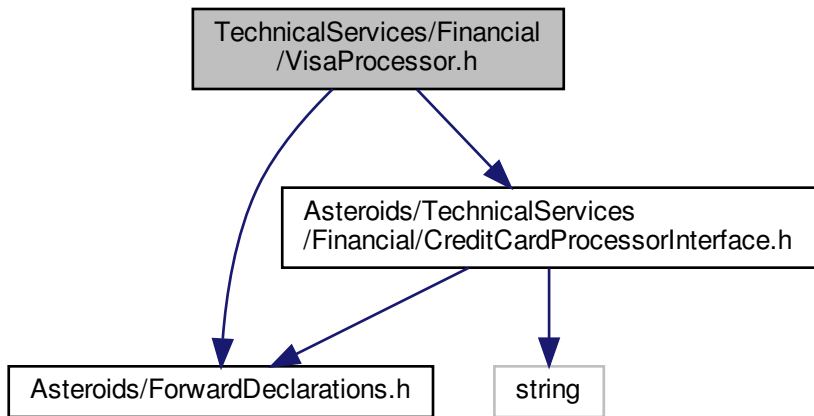 TechnicalServices/Financial
/VisaProcessor.h
Asteroids/TechnicalServices
/Financial/CreditCardProcessorInterface.h
Asteroids/ForwardDeclarations.h
string